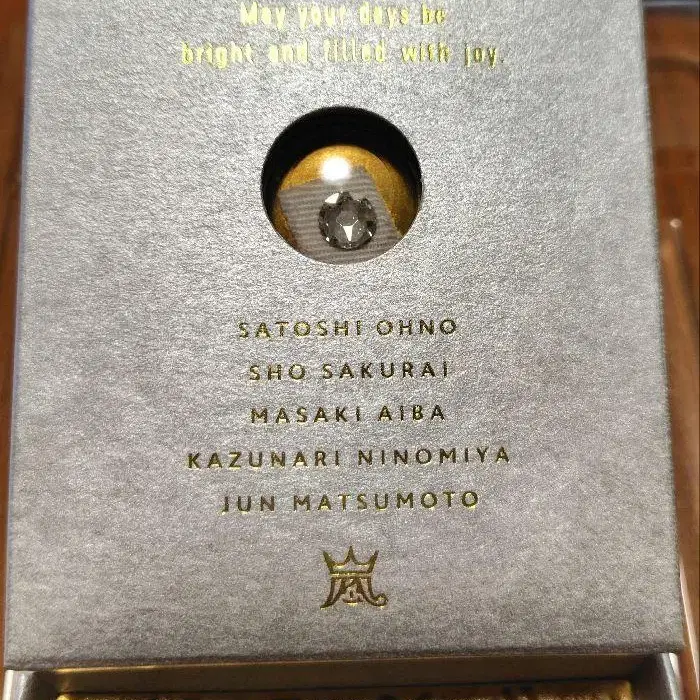 May your days be
bright and filled with joy.
SATOSHI OHNO
SHO SAKURAI
MASAKI AIBA
KAZUNARI NINOMIYA
JUN MATSUMOTO